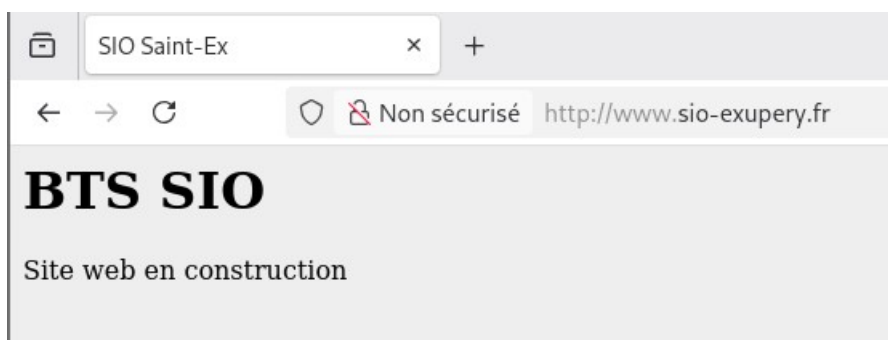 SIO Saint-Ex
Non sécurisé http://www.sio-exupery.fr
BTS SIO
Site web en construction